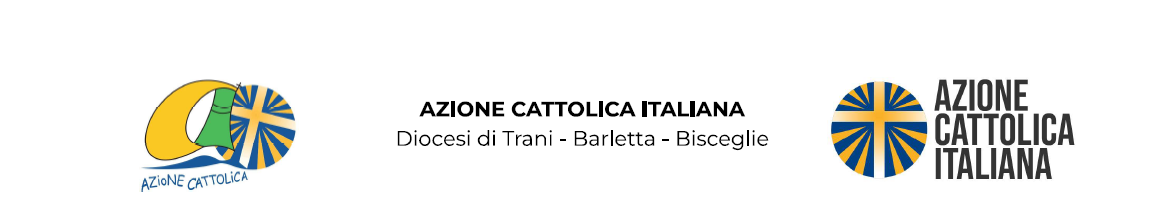 AZioNE CATTOLiCA
AZIONE CATTOLICA ITALIANA
Diocesi di Trani - Barletta - Bisceglie
AZIONE
CATTOLICA
ITALIANA